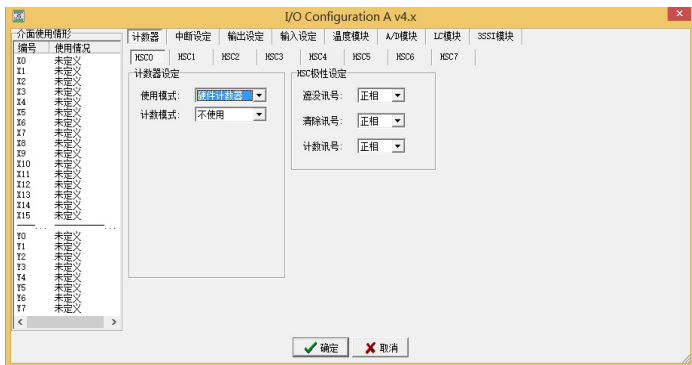 I/O Configuration A v4.x
介面使用情形
编号 使用情况
X0 未定义
X1 未定义
X2 未定义
X3 未定义
X4 未定义
X5 未定义
X6 未定义
X7 未定义
X8 未定义
X9 未定义
X10 未定义
X11 未定义
X12 未定义
X13 未定义
X14 未定义
X15 未定义
Y0 未定义
Y1 未定义
Y2 未定义
Y3 未定义
Y4 未定义
Y5 未定义
Y6 未定义
Y7 未定义
计数器 中断设定 输出设定 输入设定 温度模块 A/D模块 LC模块 3SSI模块
HSC0 HSC1 HSC2 HSC3 HSC4 HSC5 HSC6 HSC7
计数器设定
使用模式: 硬件计数器
计数模式: 不使用
HSC极性设定
遮没讯号: 正相
清除讯号: 正相
计数讯号: 正相
确定 取消